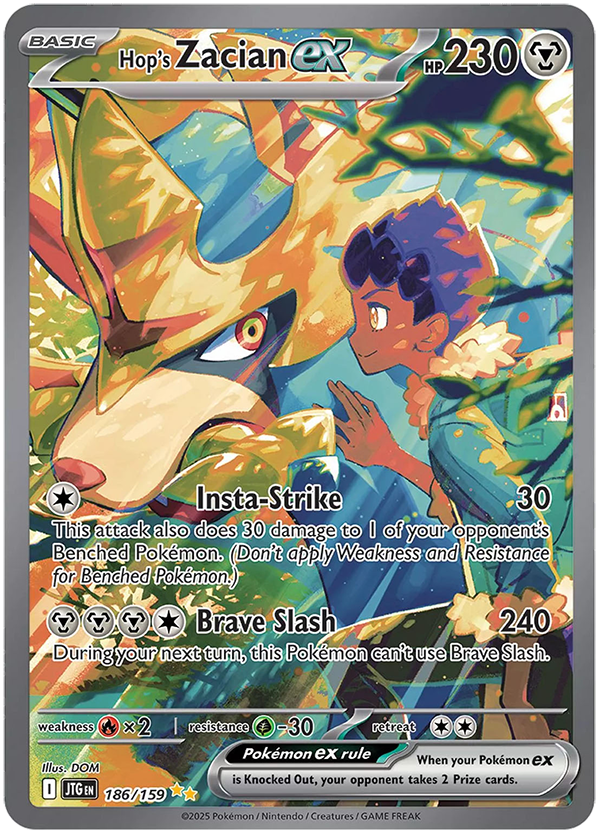 BASIC
Hop's Zacian ex HP 230
Insta-Strike 30
This attack also does 30 damage to 1 of your opponent's
Benched Pokémon. (Don't apply Weakness and Resistance
for Benched Pokémon.)
Brave Slash 240
During your next turn, this Pokémon can't use Brave Slash.
weakness ×2 resistance -30 retreat
Illus. DOM
Pokémon ex rule
When your Pokémon ex
is Knocked Out, your opponent takes 2 Prize cards.
I JTG EN 186/159
©2025 Pokémon / Nintendo / Creatures / GAME FREAK